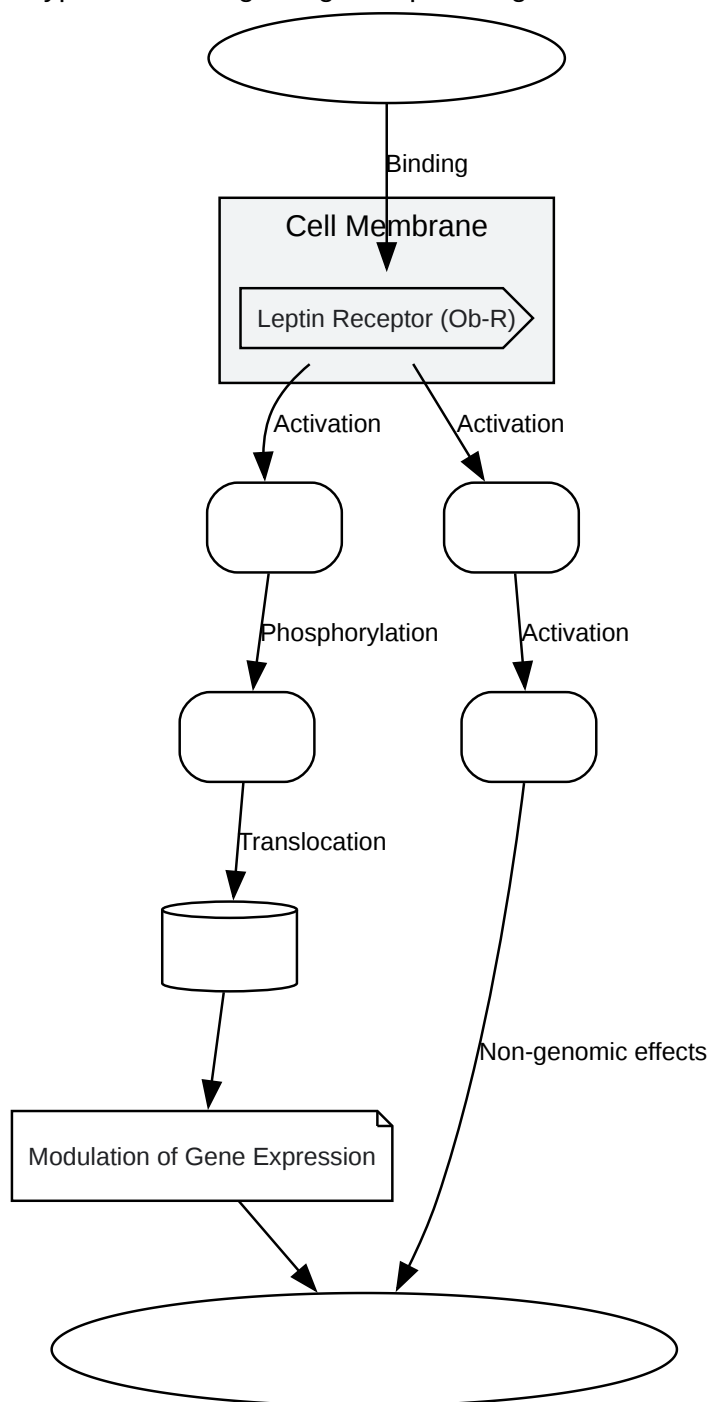 Binding
Cell Membrane
Leptin Receptor (Ob-R)
Activation
Activation
Phosphorylation
Activation
Translocation
Non-genomic effects
Modulation of Gene Expression